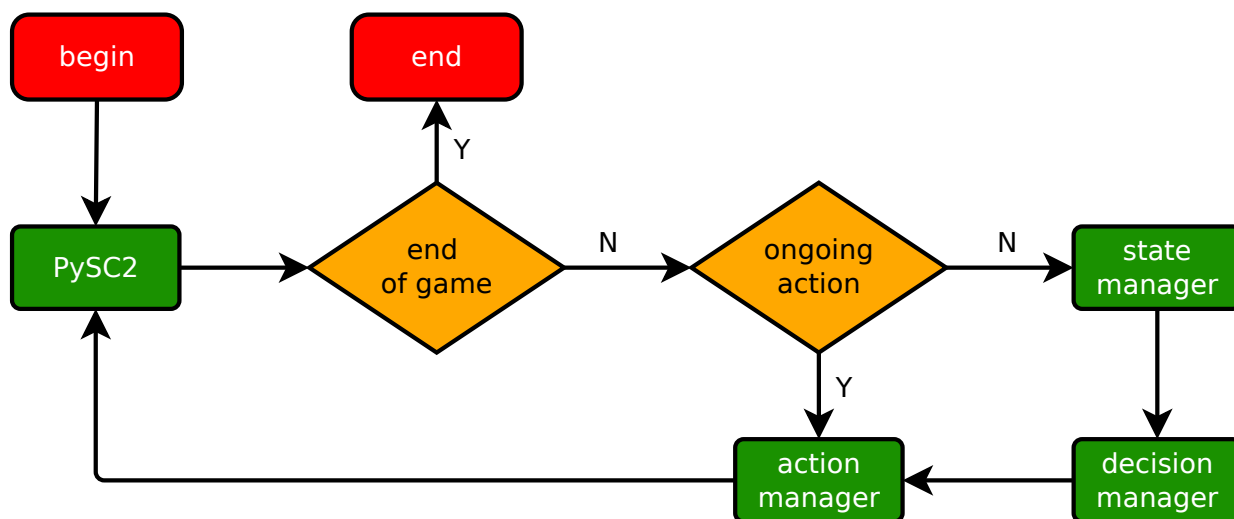 begin
end
Y
end
of game
N
ongoing
action
N
PySC2
state
manager
Y
action
manager
decision
manager